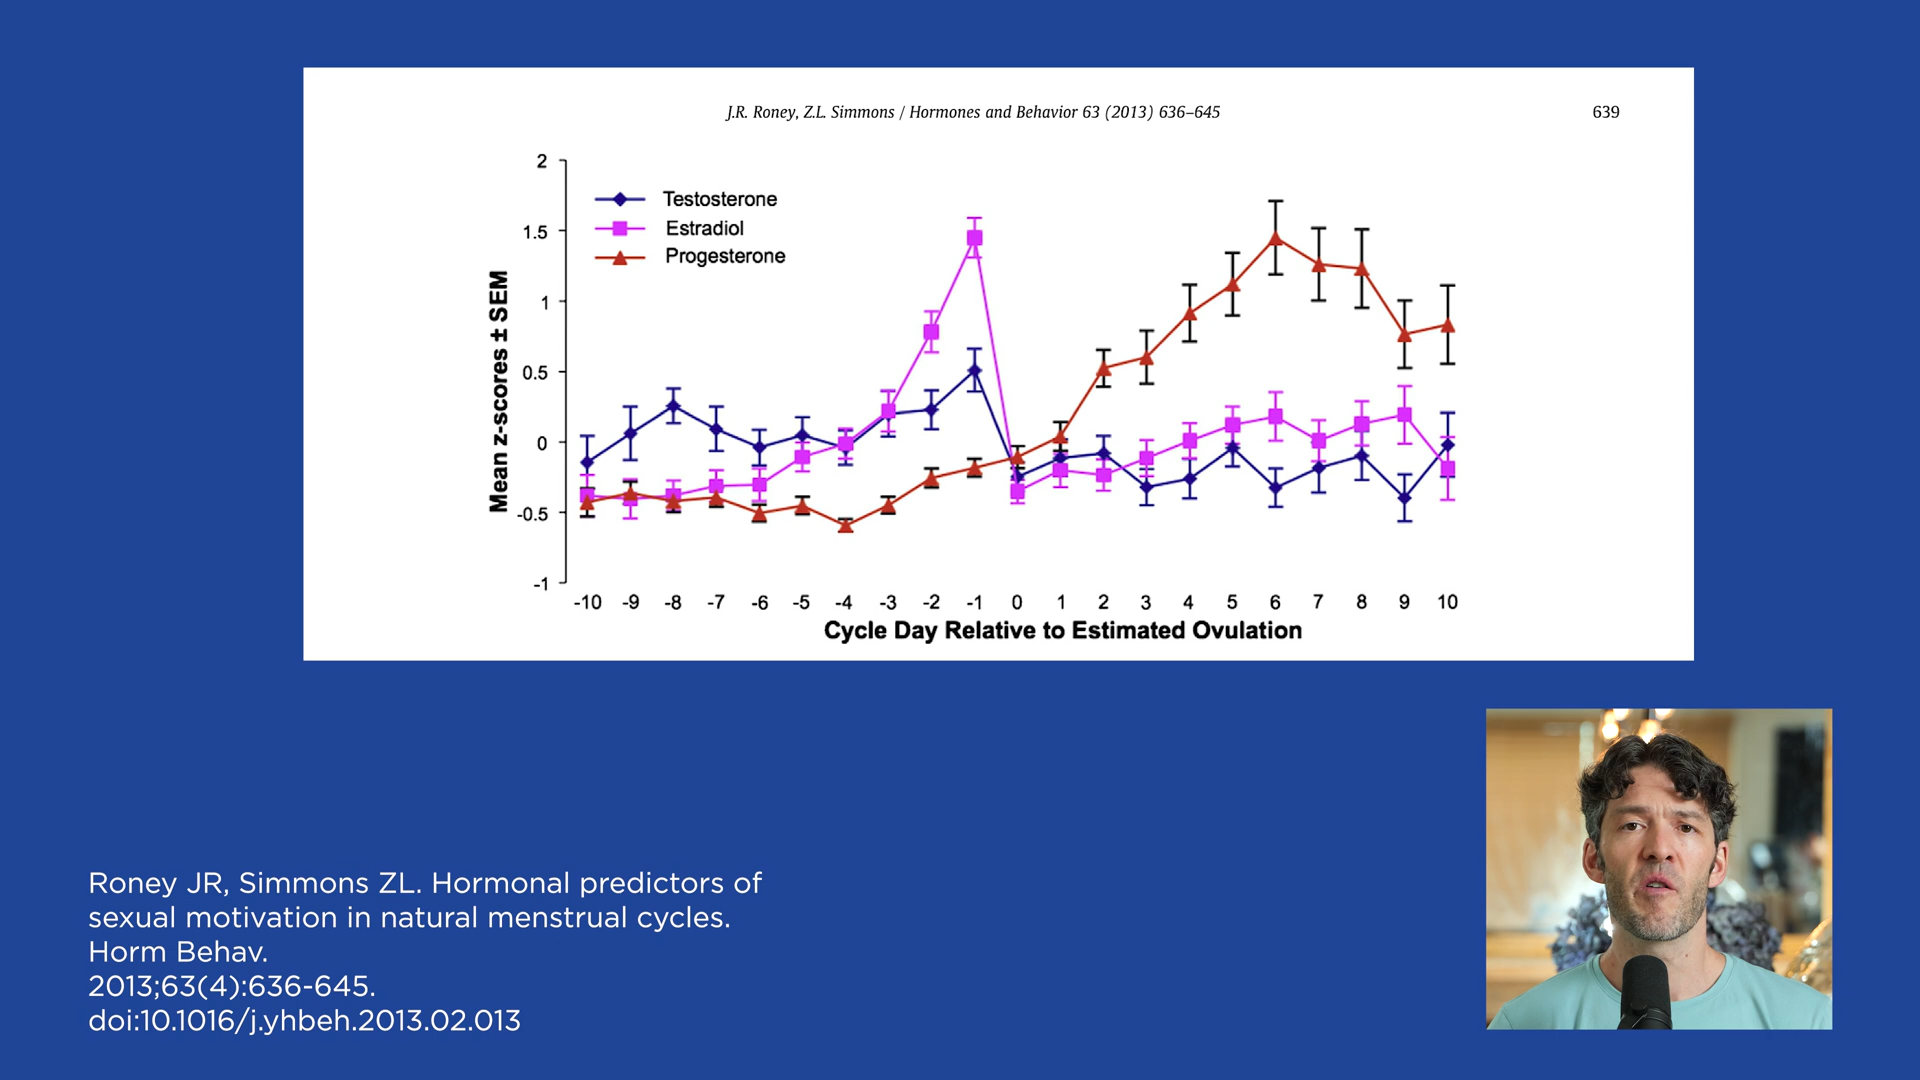 J.R. Roney, Z.L. Simmons / Hormones and Behavior 63 (2013) 636–645
639
Testosterone
Estradiol
Progesterone
Mean z-scores ± SEM
2
1.5
1
0.5
0
-0.5
-1
-10 -9 -8 -7 -6 -5 -4 -3 -2 -1 0 1 2 3 4 5 6 7 8 9 10
Cycle Day Relative to Estimated Ovulation
Roney JR, Simmons ZL. Hormonal predictors of
sexual motivation in natural menstrual cycles.
Horm Behav.
2013;63(4):636-645.
doi:10.1016/j.yhbeh.2013.02.013